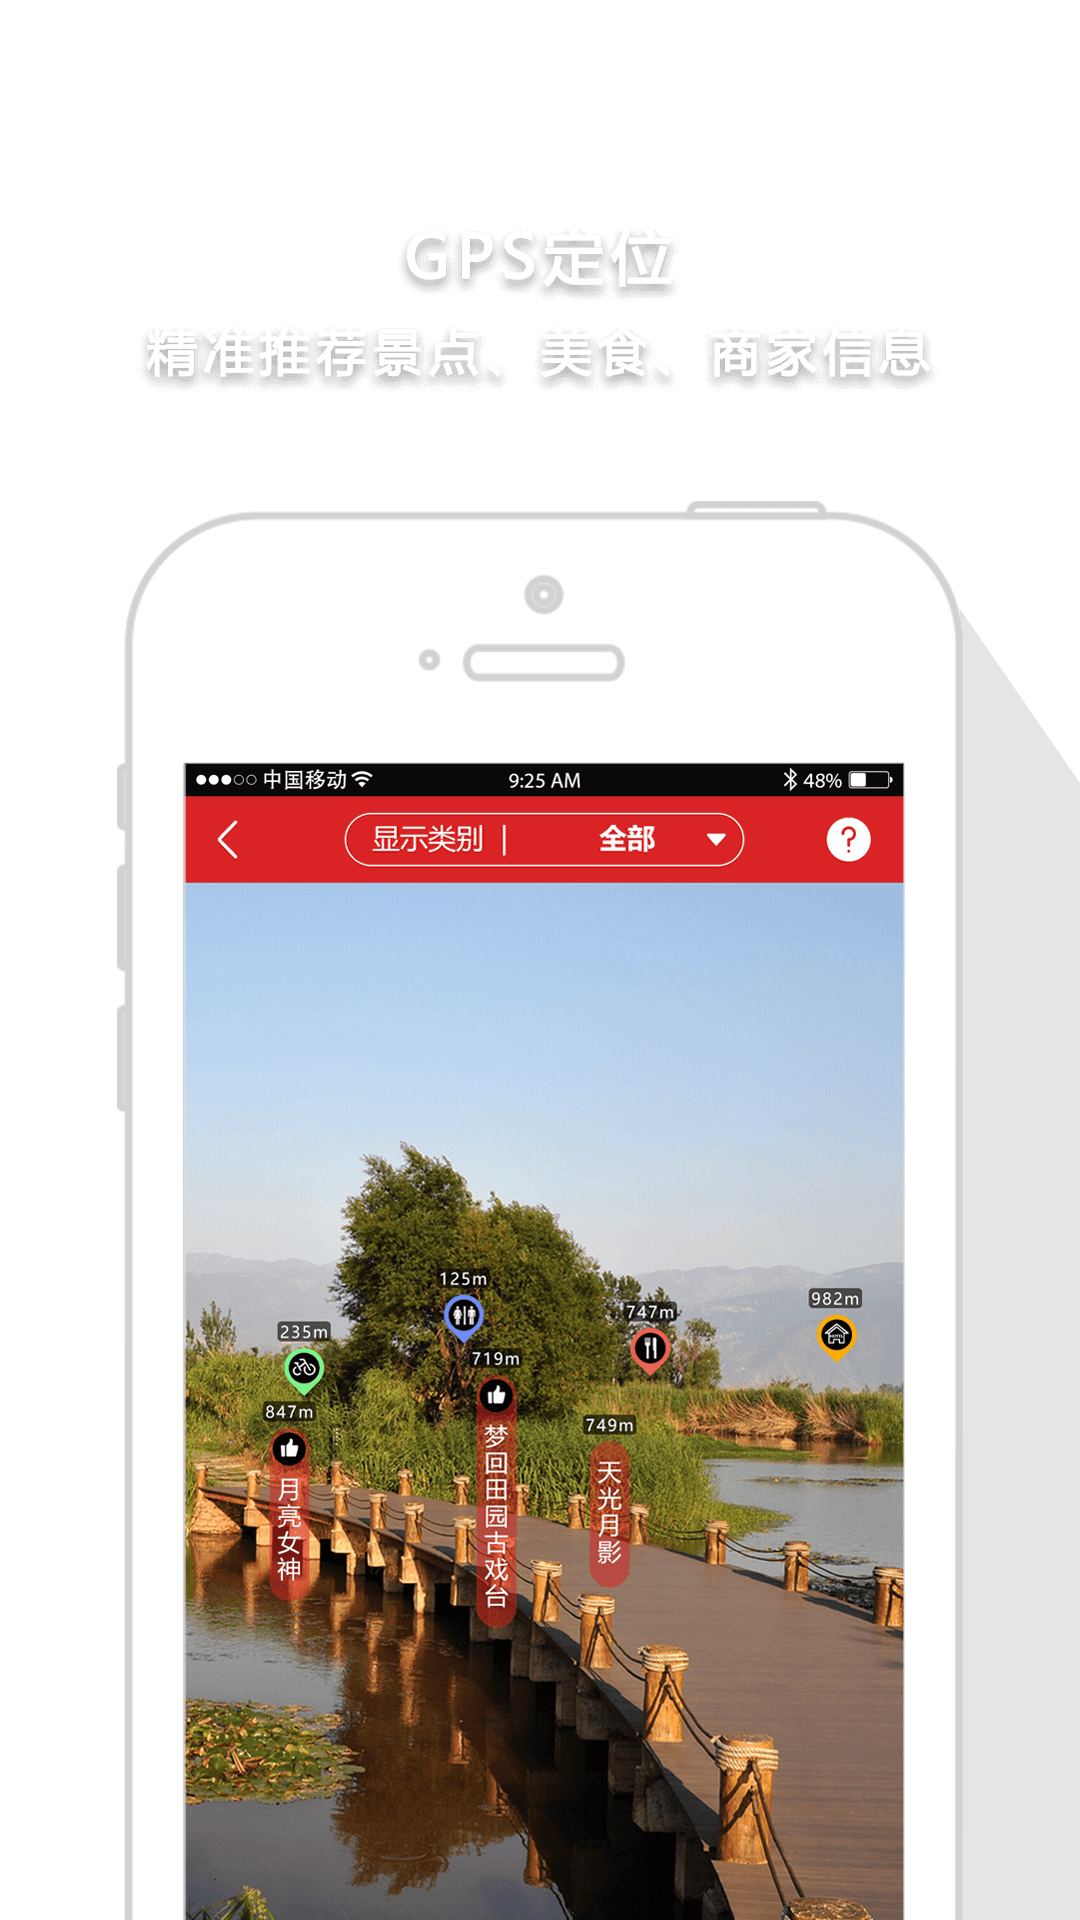 GPS定位
精准推荐景点、美食、商家信息
中国移动 9:25 AM 48%
显示类别 | 全部 ?
125m
982m
747m
235m
719m
847m
749m
梦回田园古戏台
天光月影
月亮女神
HOTEL